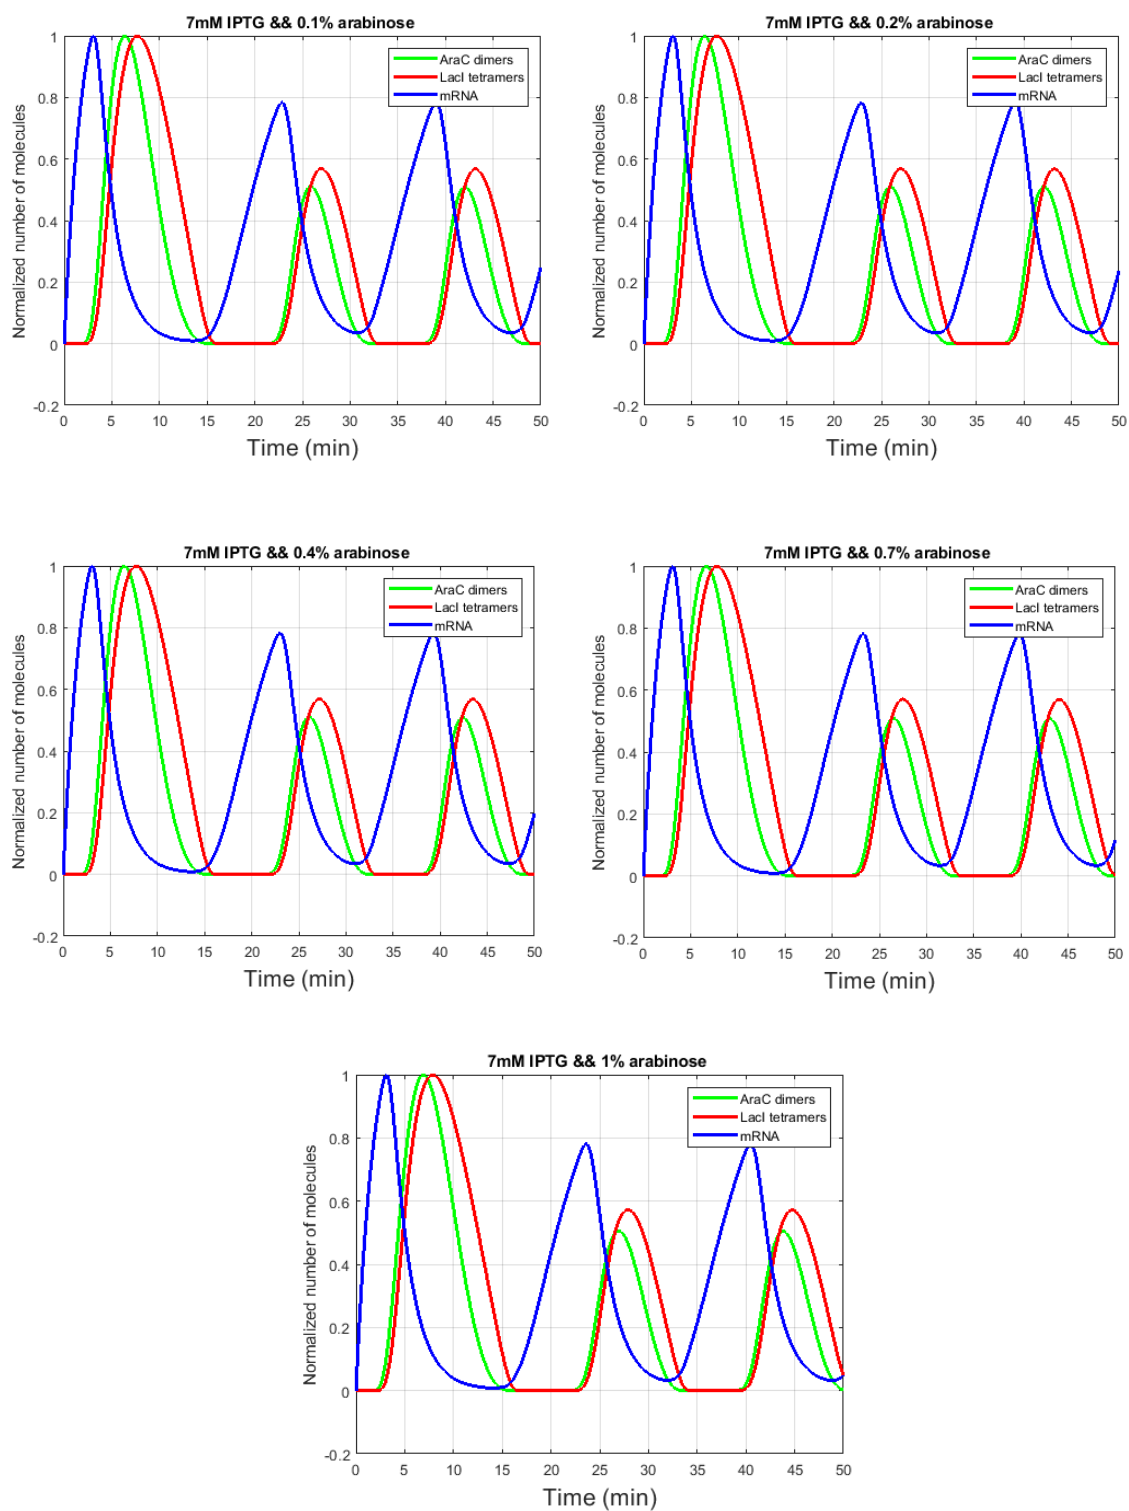 7mM IPTG && 0.1% arabinose
AraC dimers
LacI tetramers
mRNA
Normalized number of molecules
1
0.8
0.6
0.4
0.2
0
-0.2
0 5 10 15 20 25 30 35 40 45 50
Time (min)
7mM IPTG && 0.2% arabinose
AraC dimers
LacI tetramers
mRNA
Normalized number of molecules
1
0.8
0.6
0.4
0.2
0
-0.2
0 5 10 15 20 25 30 35 40 45 50
Time (min)
7mM IPTG && 0.4% arabinose
AraC dimers
LacI tetramers
mRNA
Normalized number of molecules
1
0.8
0.6
0.4
0.2
0
-0.2
0 5 10 15 20 25 30 35 40 45 50
Time (min)
7mM IPTG && 0.7% arabinose
AraC dimers
LacI tetramers
mRNA
Normalized number of molecules
1
0.8
0.6
0.4
0.2
0
-0.2
0 5 10 15 20 25 30 35 40 45 50
Time (min)
7mM IPTG && 1% arabinose
AraC dimers
LacI tetramers
mRNA
Normalized number of molecules
1
0.8
0.6
0.4
0.2
0
-0.2
0 5 10 15 20 25 30 35 40 45 50
Time (min)